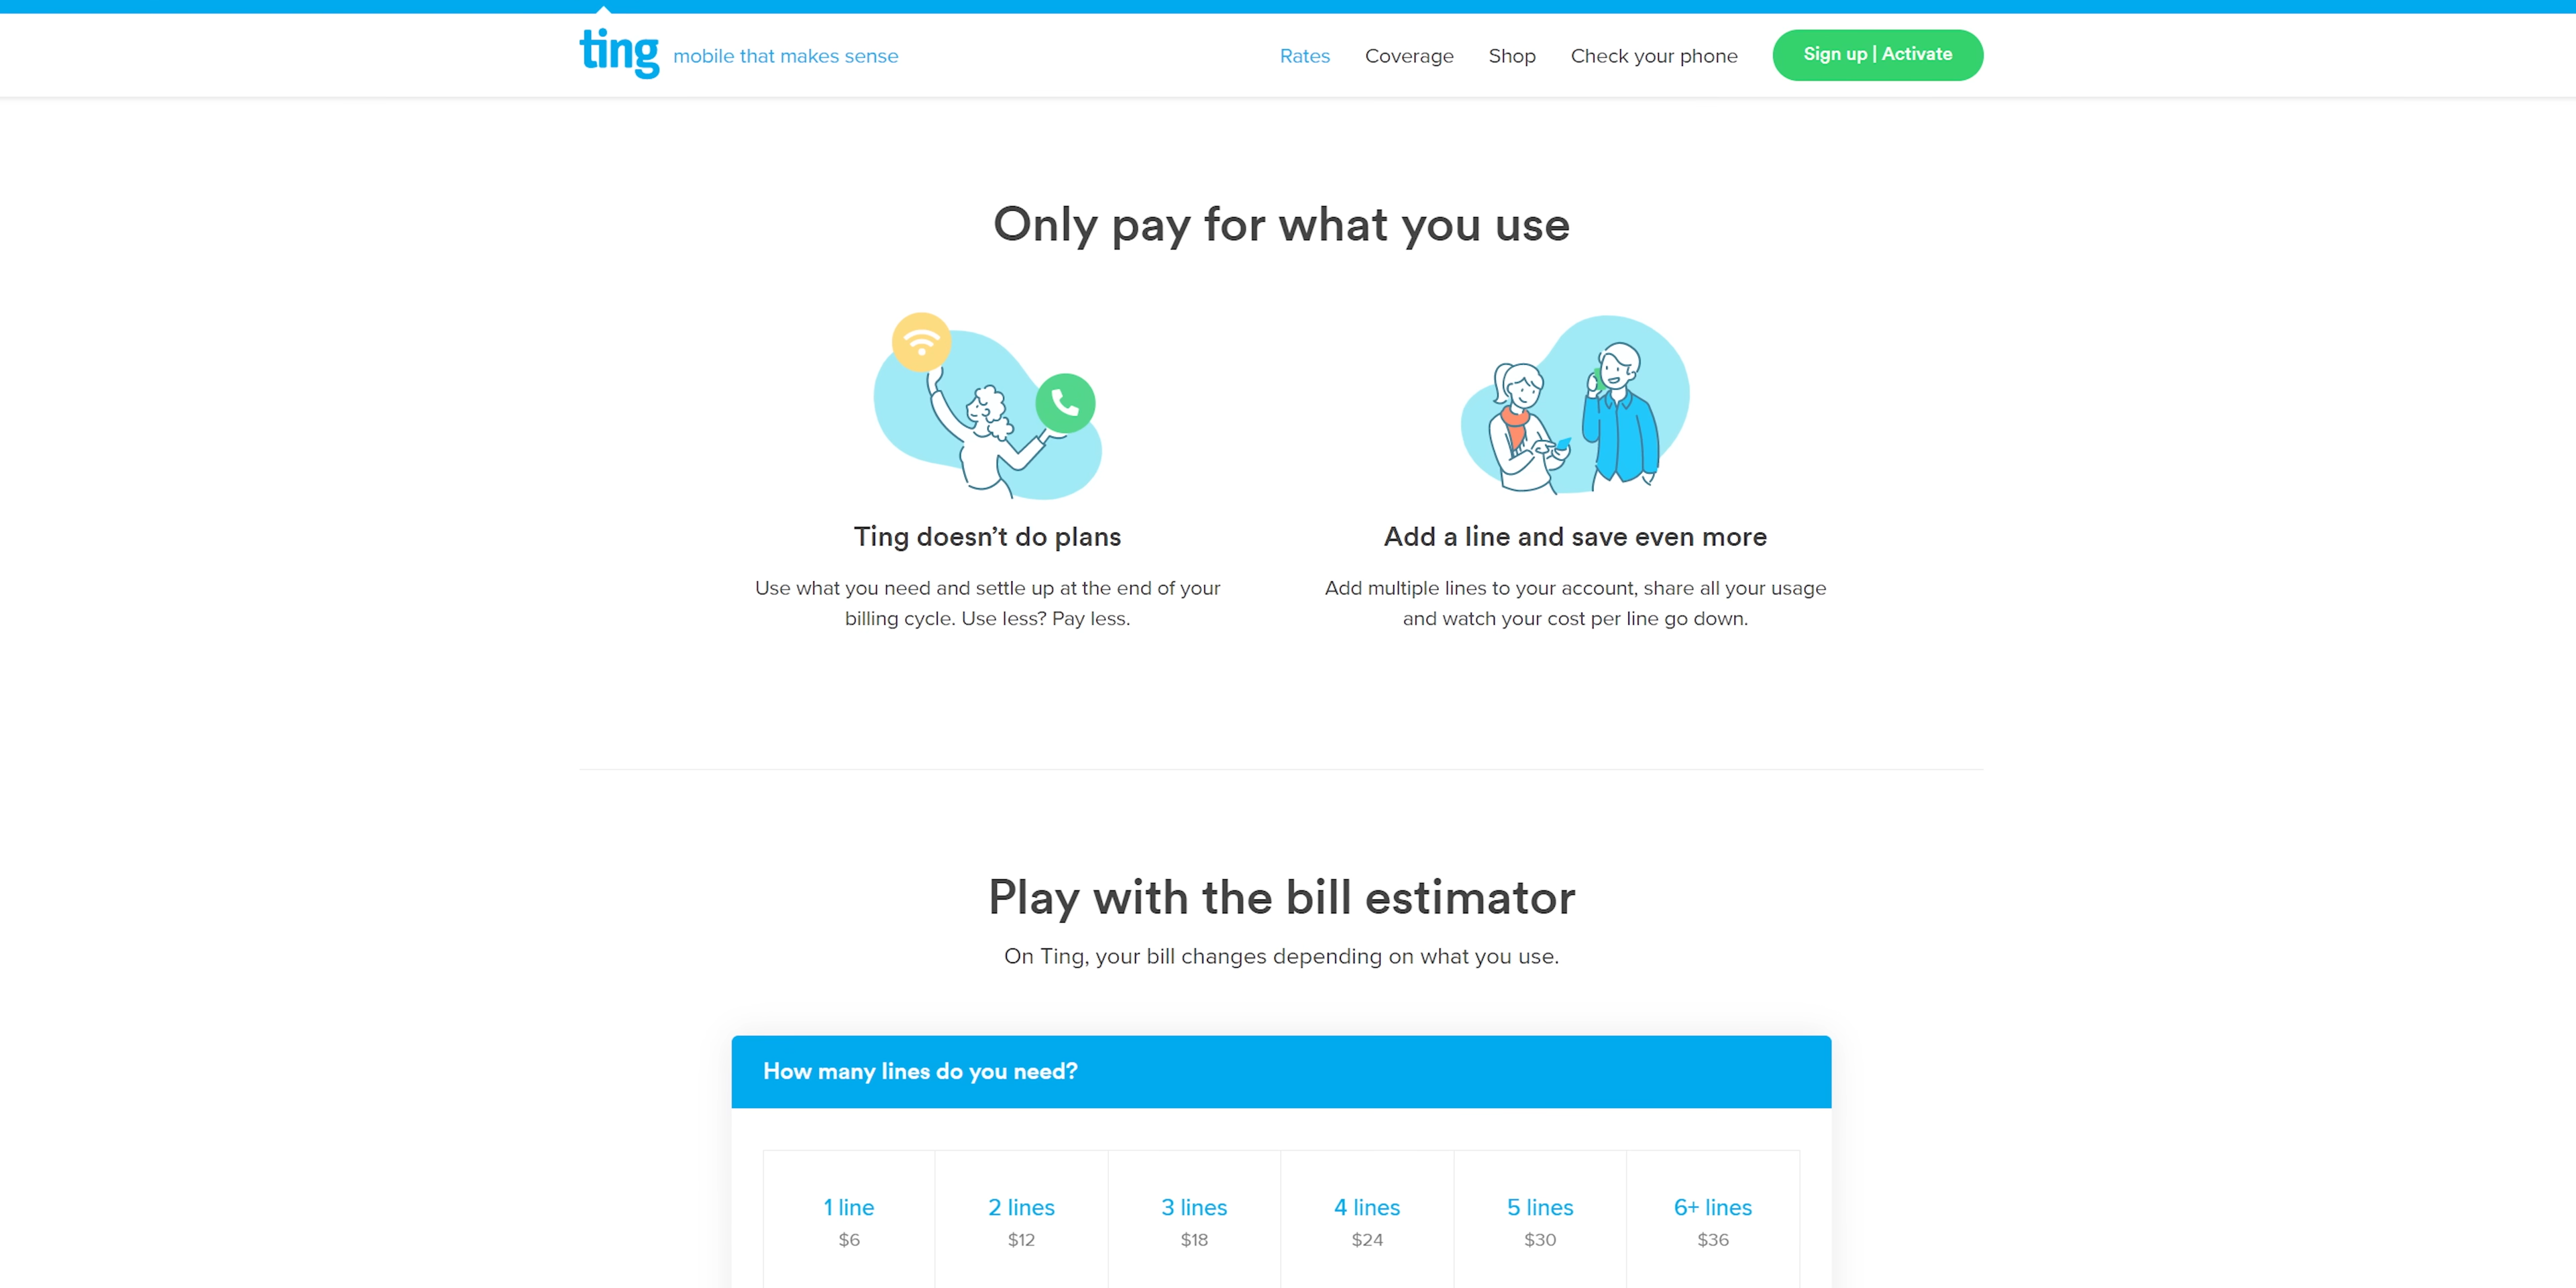 ting mobile that makes sense
Rates Coverage Shop Check your phone Sign up | Activate
Only pay for what you use
Ting doesn’t do plans
Use what you need and settle up at the end of your
billing cycle. Use less? Pay less.
Add a line and save even more
Add multiple lines to your account, share all your usage
and watch your cost per line go down.
Play with the bill estimator
On Ting, your bill changes depending on what you use.
How many lines do you need?
1 line
$6
2 lines
$12
3 lines
$18
4 lines
$24
5 lines
$30
6+ lines
$36